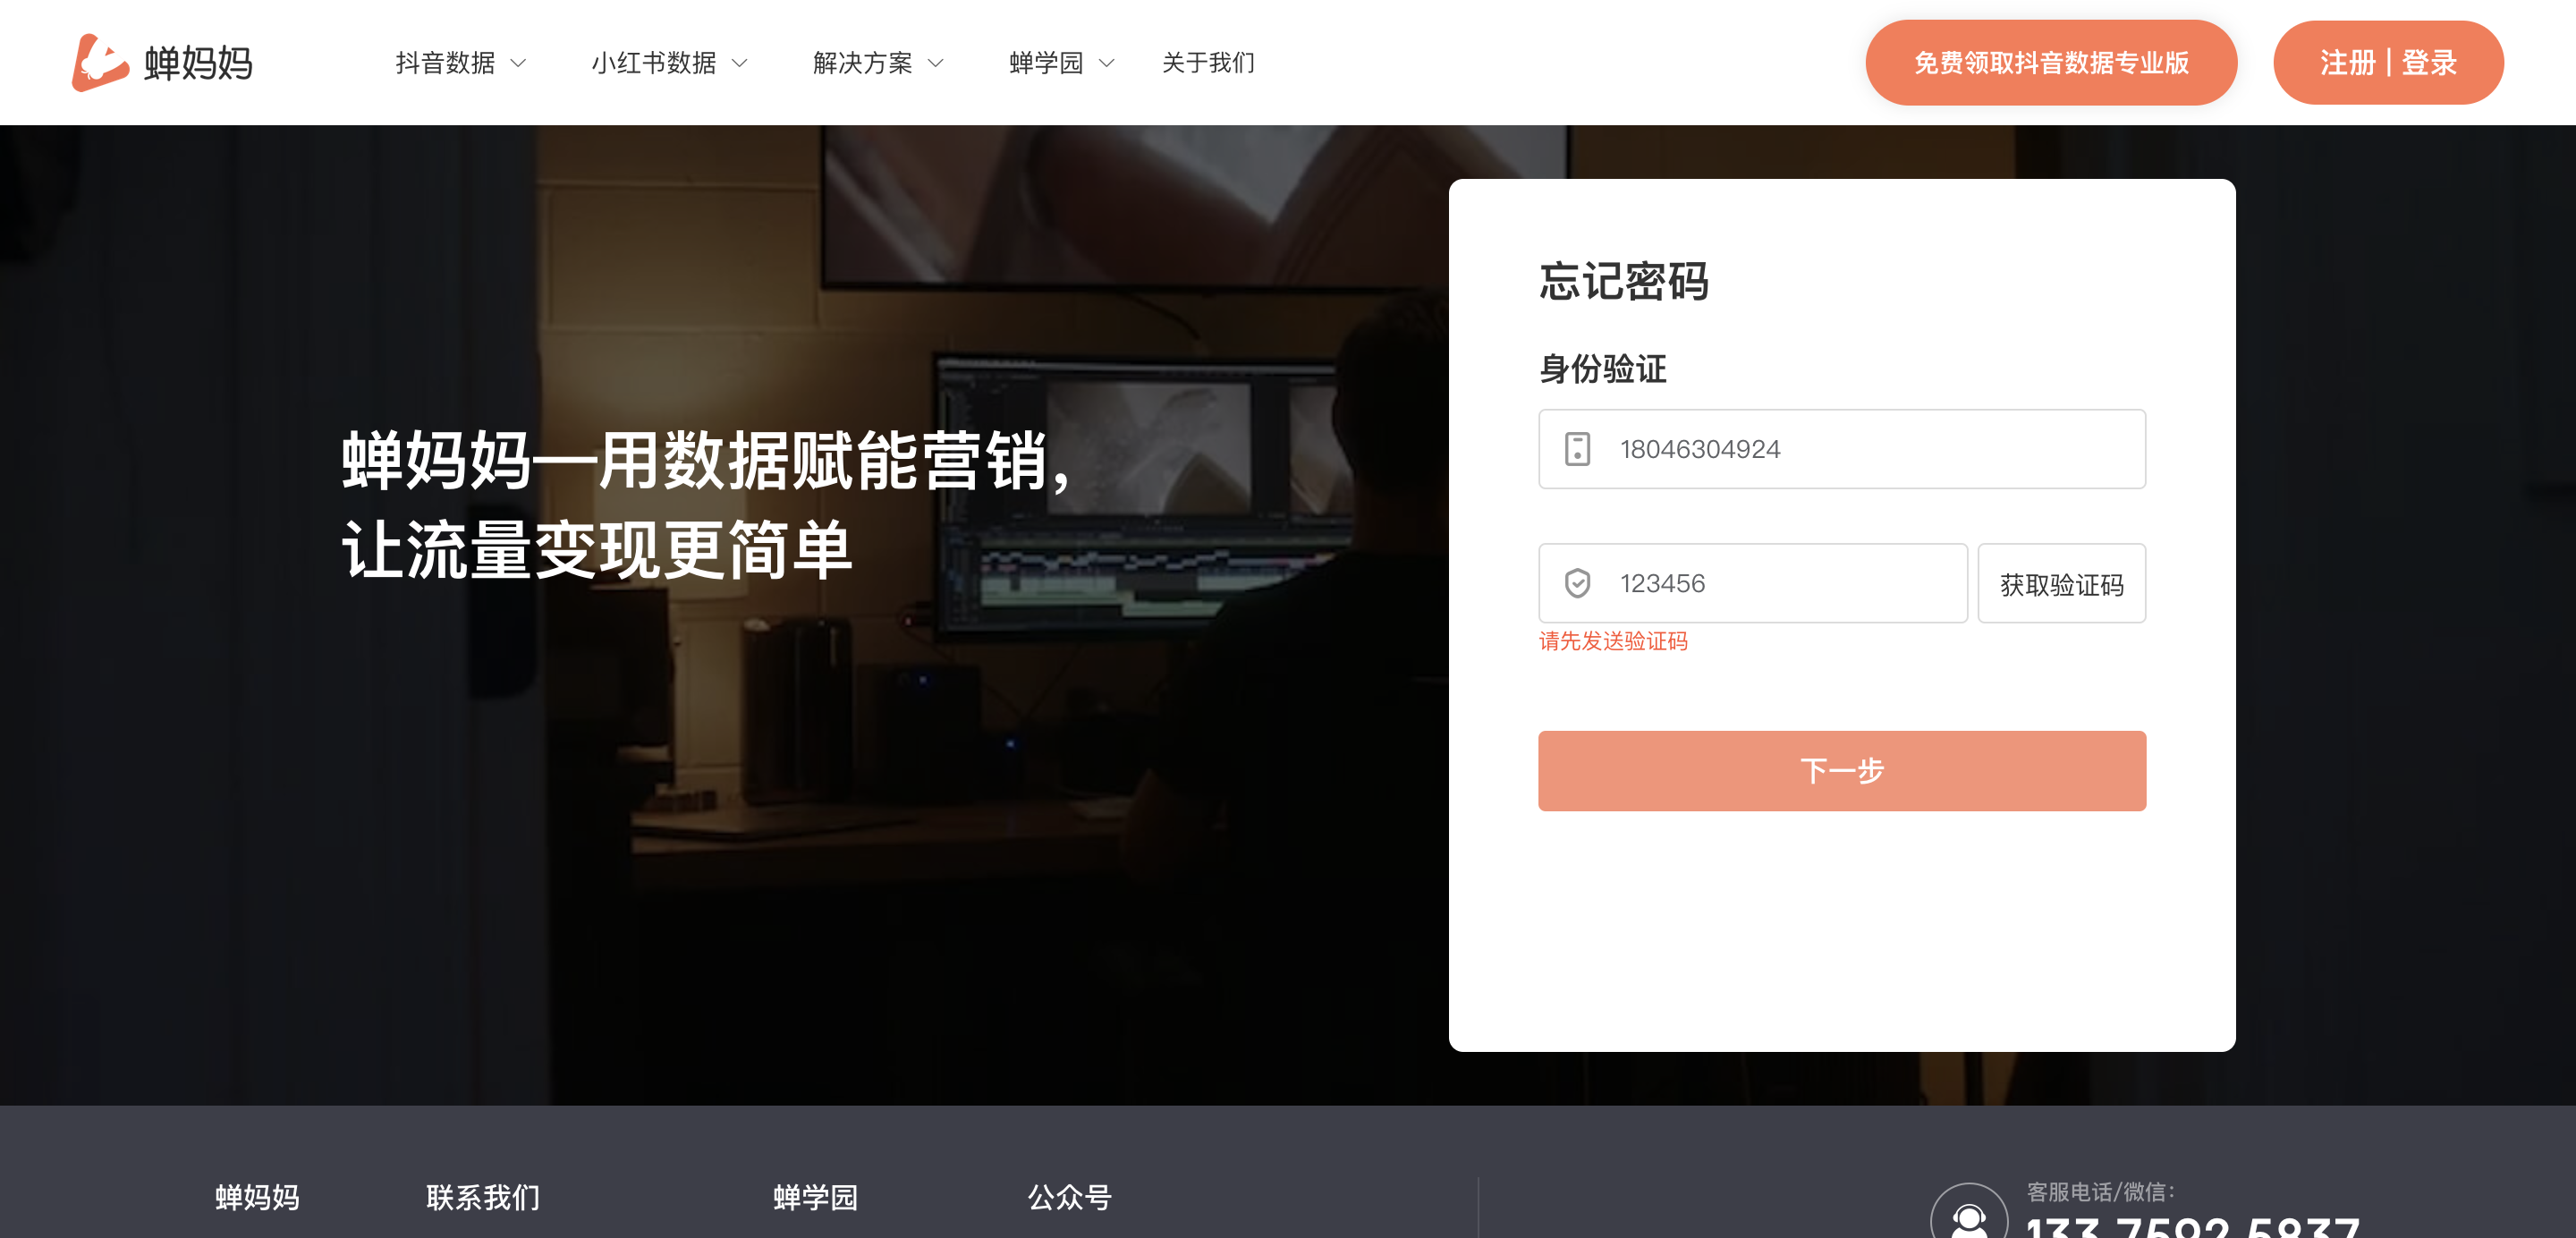 蝉妈妈
抖音数据
小红书数据
解决方案
蝉学园
关于我们
免费领取抖音数据专业版
注册 | 登录
蝉妈妈—用数据赋能营销，
让流量变现更简单
忘记密码
身份验证
18046304924
123456
获取验证码
请先发送验证码
下一步
蝉妈妈
联系我们
蝉学园
公众号
客服电话/微信：
133 7592 5837